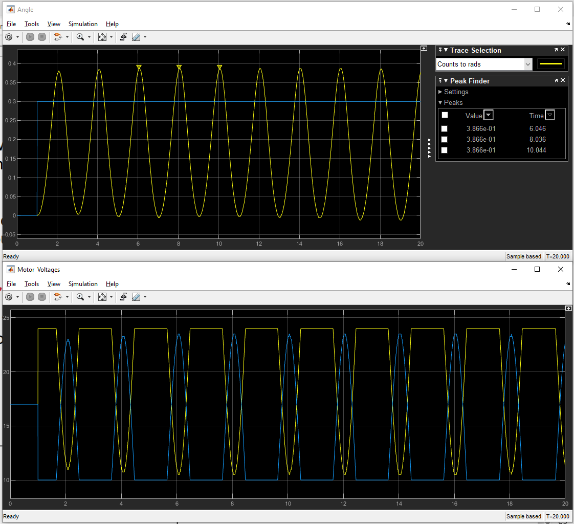 Angle
File Tools View Simulation Help
Trace Selection
Counts to rads
Peak Finder
Settings
Peaks
Value Time
3.866e-01 6.046
3.866e-01 8.036
3.866e-01 10.044
0.4
0.35
0.3
0.25
0.2
0.15
0.1
0.05
0
-0.05
0 2 4 6 8 10 12 14 16 18 20
Ready Sample based T=20.000
Motor Voltages
File Tools View Simulation Help
25
20
15
10
0 2 4 6 8 10 12 14 16 18 20
Ready Sample based T=20.000